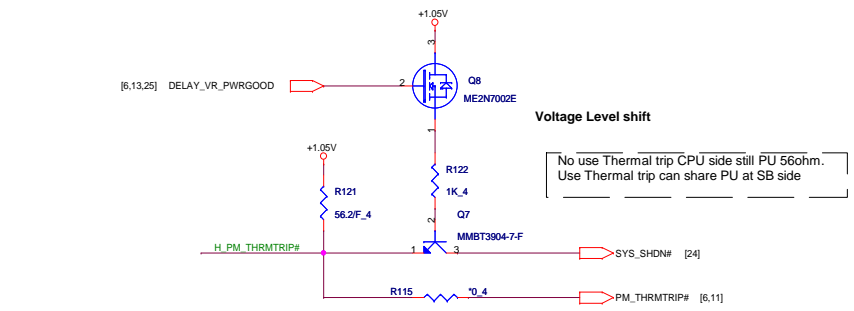 +1.05V
3
[6,13,25] DELAY_VR_PWRGOOD
2
Q8
ME2N7002E
1
Voltage Level shift
No use Thermal trip CPU side still PU 56ohm.
Use Thermal trip can share PU at SB side
+1.05V
R121
56.2/F_4
R122
1K_4
2
Q7
MMBT3904-7-F
H_PM_THRMTRIP#
1
3
SYS_SHDN# [24]
R115
*0_4
PM_THRMTRIP# [6,11]